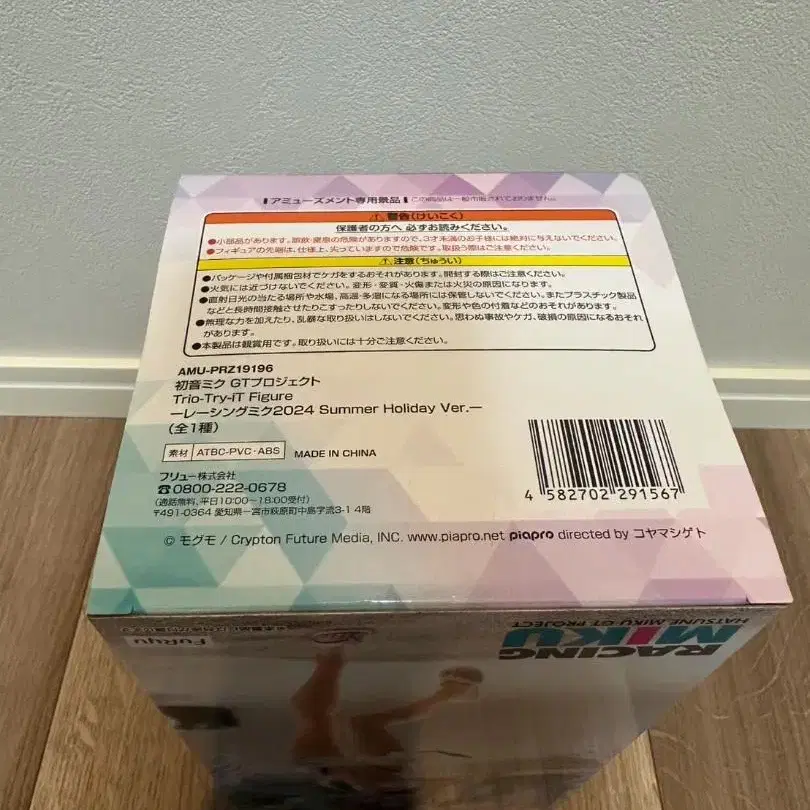 アミューズメント専用景品 この商品は一般市販されておりません。
警告(けいこく)
保護者の方へ 必ずお読みください。
●小部品があります。誤飲・窒息の危険がありますので、3才未満のお子様には絶対に与えないでください。
●フィギュアの先端は、仕様上、尖っていますので危険です。取扱う際はご注意ください。
注意(ちゅうい)
●パッケージや付属梱包材でケガをするおそれがあります。開封する際はご注意ください。
●火気には近づけないでください。変形・変質・火傷または火災の原因になります。
●直射日光の当たる場所や水場、高温・多湿になる場所には保管しないでください。またプラスチック製品
などと長時間接触させたりこすったりしないでください。変形や色の付着などのおそれがあります。
●無理な力を加えたり、乱暴な取り扱いはしないでください。思わぬ事故やケガ、破損の原因になるおそれ
があります。
●本製品は観賞用です。取り扱いには十分ご注意ください。
AMU-PRZ19196
初音ミク GTプロジェクト
Trio-Try-iT Figure
―レーシングミク2024 Summer Holiday Ver.―
(全1種)
素材 ATBC-PVC・ABS MADE IN CHINA
フリュー株式会社
☎0800-222-0678
(通話無料、平日10:00~18:00受付)
〒491-0364 愛知県一宮市萩原町中島字流3-1 4階
4 582702 291567
© モグモ / Crypton Future Media, INC. www.piapro.net piapro directed by コヤマシゲト
HATSUNE MIKU GT PROJECT
RACING
MIKU
FuRyu